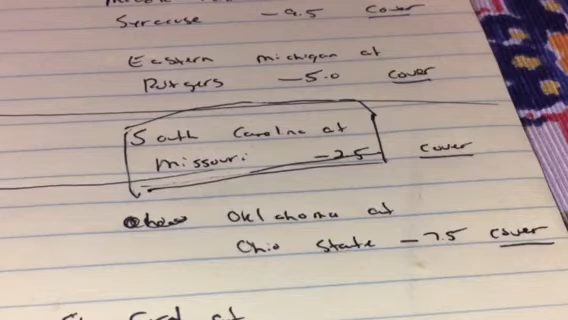 Syracuse -9.5 Cover
Eastern Michigan at
Rutgers -5.0 cover
South Carolina at
Missouri -2.5 cover
Oklahoma at
Ohio State -7.5 cover
at